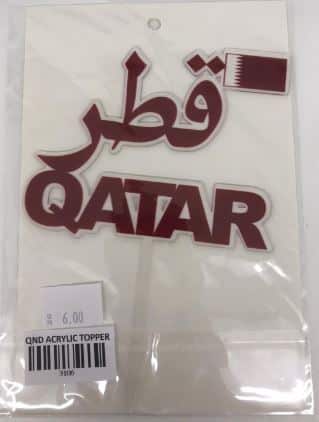 قطر
QATAR
6.00
QND ACRYLIC TOPPER